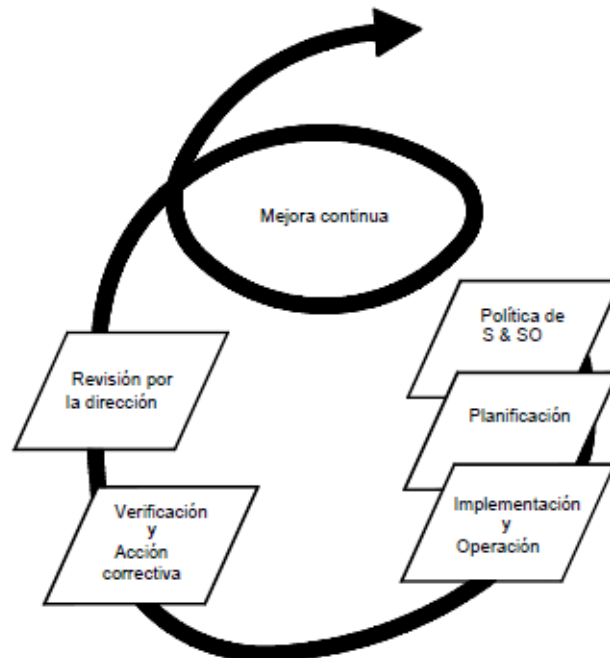 Mejora continua
Política de
S & SO
Planificación
Implementación
y
Operación
Verificación
y
Acción
correctiva
Revisión por
la dirección